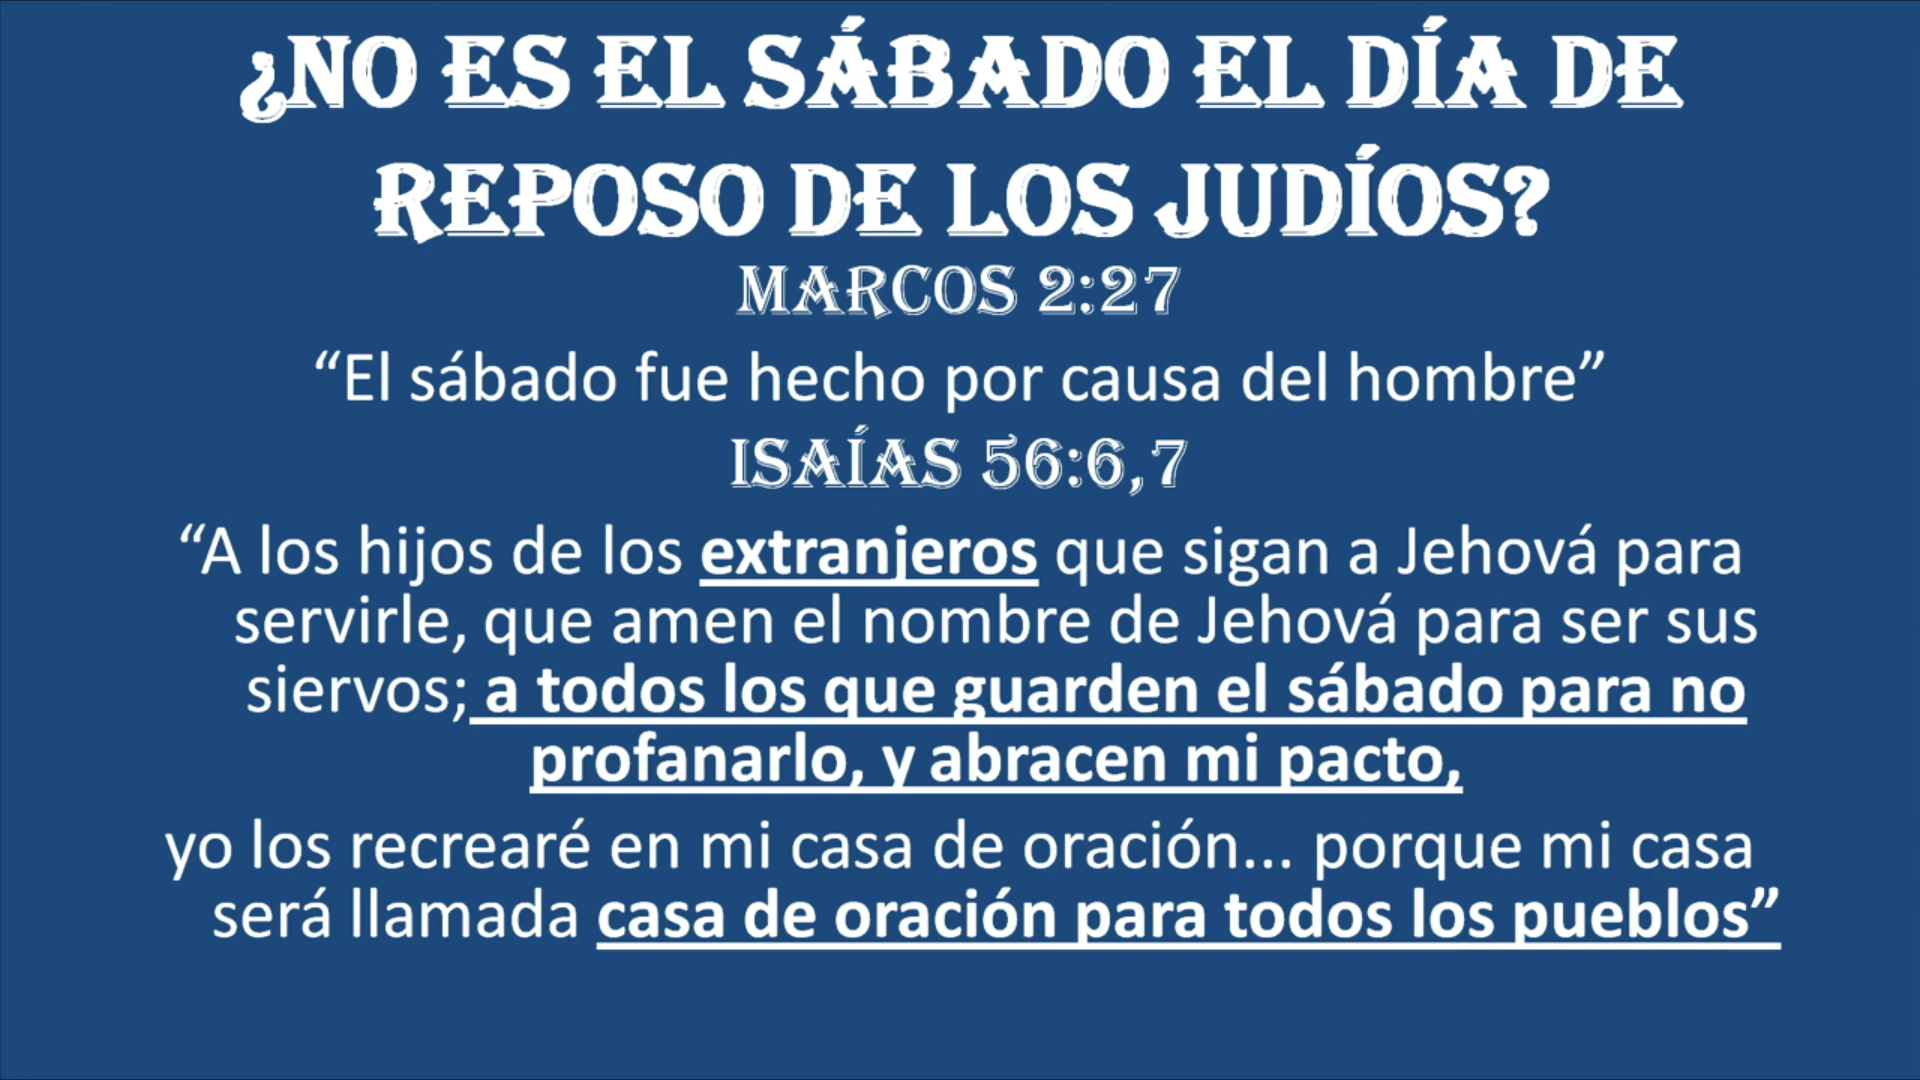 ¿NO ES EL SÁBADO EL DÍA DE
REPOSO DE LOS JUDÍOS?
MARCOS 2:27
“El sábado fue hecho por causa del hombre”
ISAÍAS 56:6,7
“A los hijos de los extranjeros que sigan a Jehová para
servirle, que amen el nombre de Jehová para ser sus
siervos; a todos los que guarden el sábado para no
profanarlo, y abracen mi pacto,
yo los recrearé en mi casa de oración... porque mi casa
será llamada casa de oración para todos los pueblos”